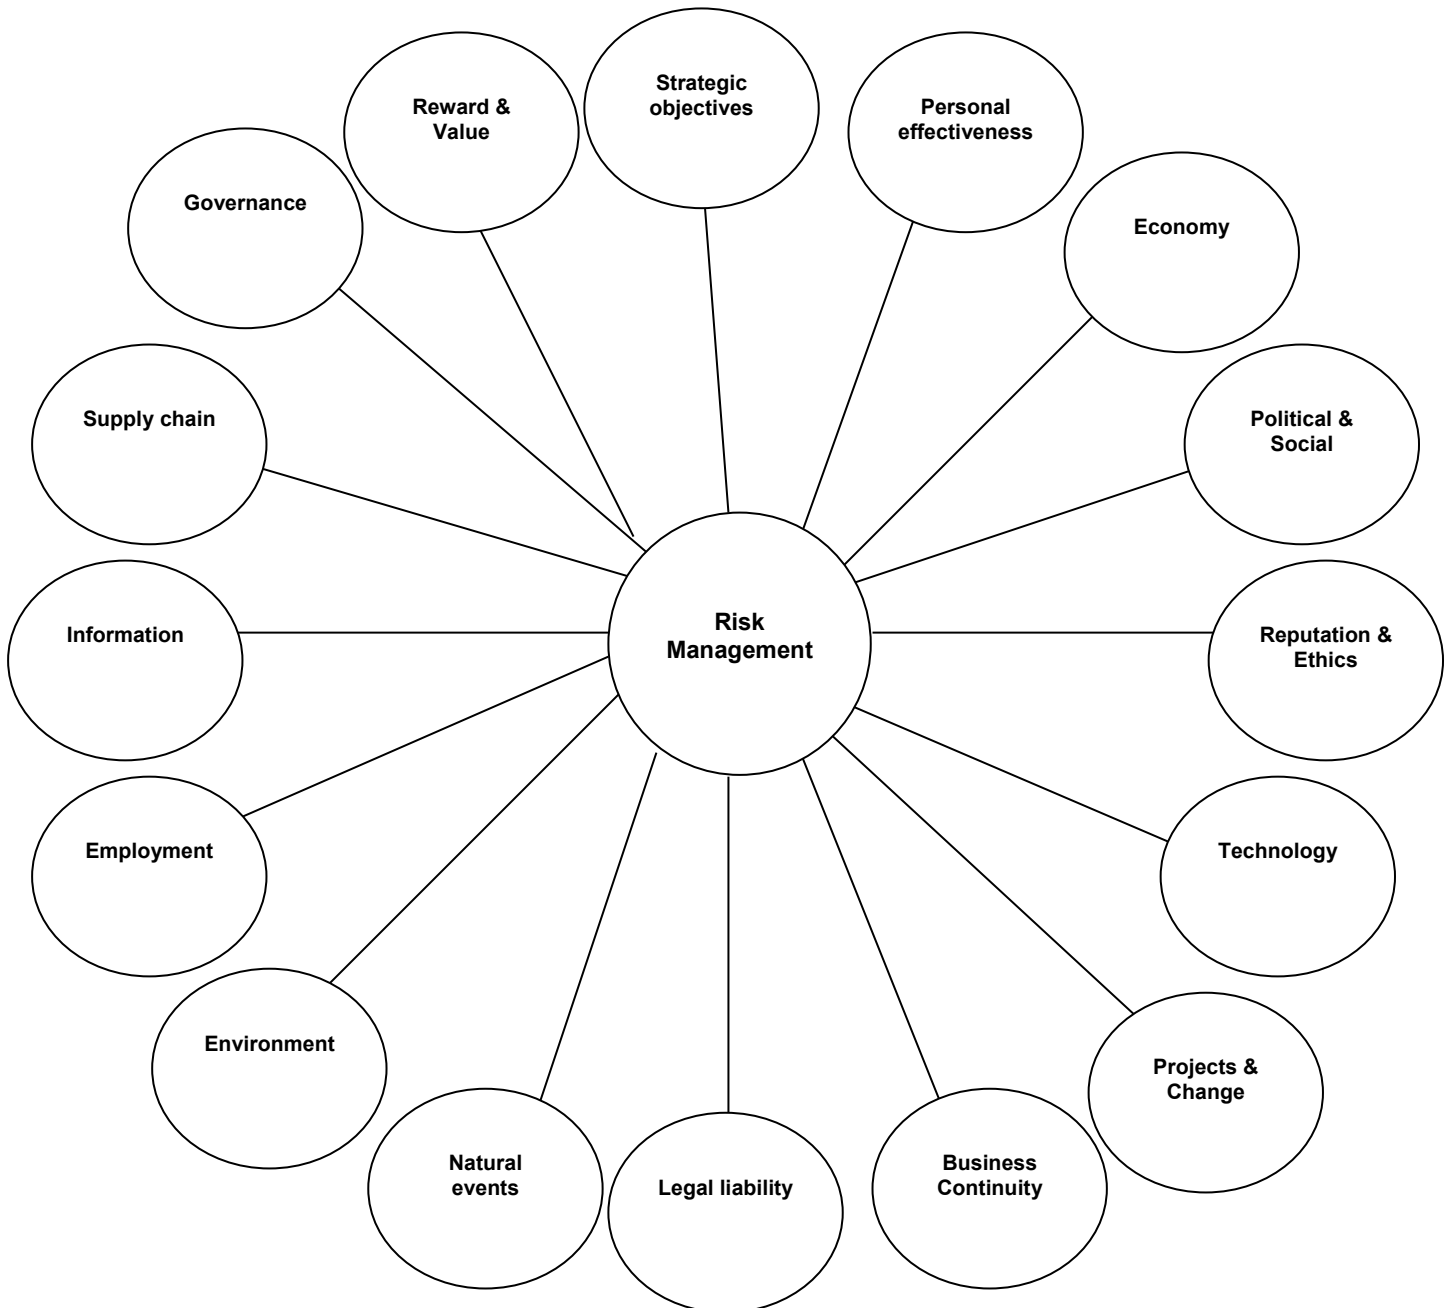 Strategic
objectives
Reward &
Value
Personal
effectiveness
Governance
Economy
Supply chain
Political &
Social
Risk
Management
Information
Reputation &
Ethics
Employment
Technology
Environment
Projects &
Change
Natural
events
Legal liability
Business
Continuity